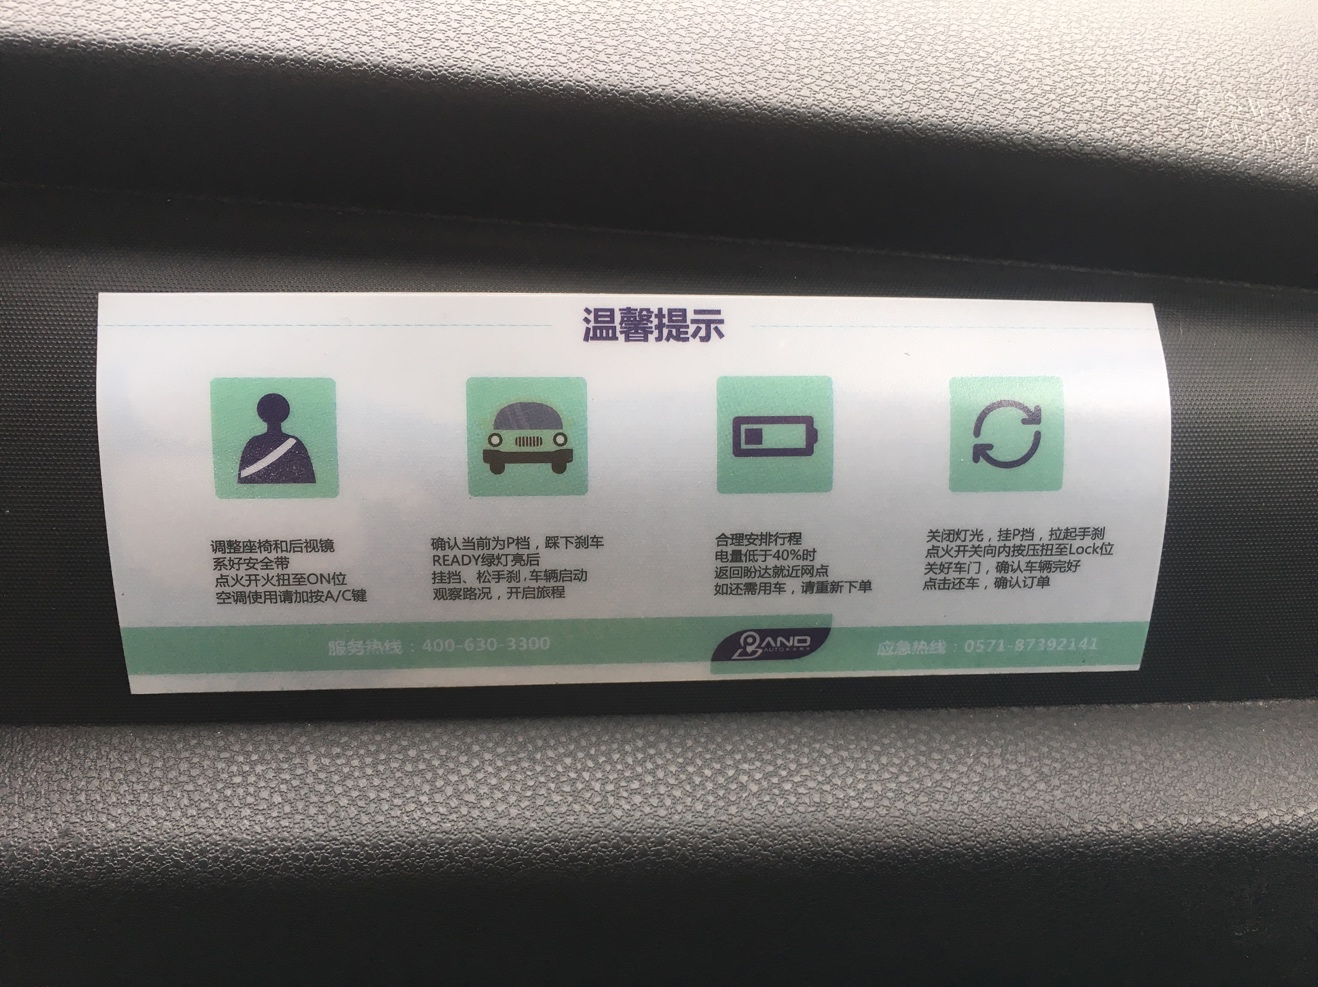 温馨提示
调整座椅和后视镜
系好安全带
点火开火扭至ON位
空调使用请加按A/C键
确认当前为P档，踩下刹车
READY绿灯亮后
挂挡、松手刹，车辆启动
观察路况，开启旅程
合理安排行程
电量低于40%时
返回盼达就近网点
如还需用车，请重新下单
关闭灯光，挂P挡，拉起手刹
点火开关向内按压扭至Lock位
关好车门，确认车辆完好
点击还车，确认订单
服务热线：400-630-3300
PAND
AUTO
应急热线：0571-87392141